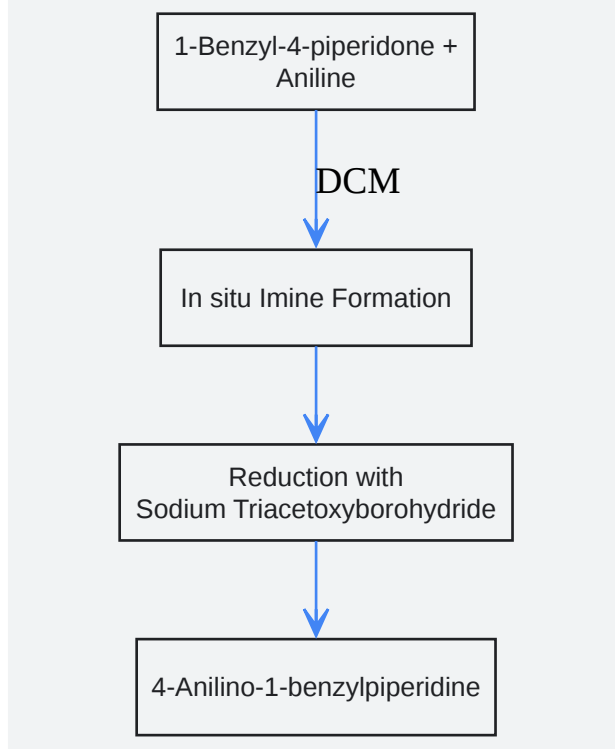 1-Benzyl-4-piperidone +
Aniline
DCM
In situ Imine Formation
Reduction with
Sodium Triacetoxyborohydride
4-Anilino-1-benzylpiperidine